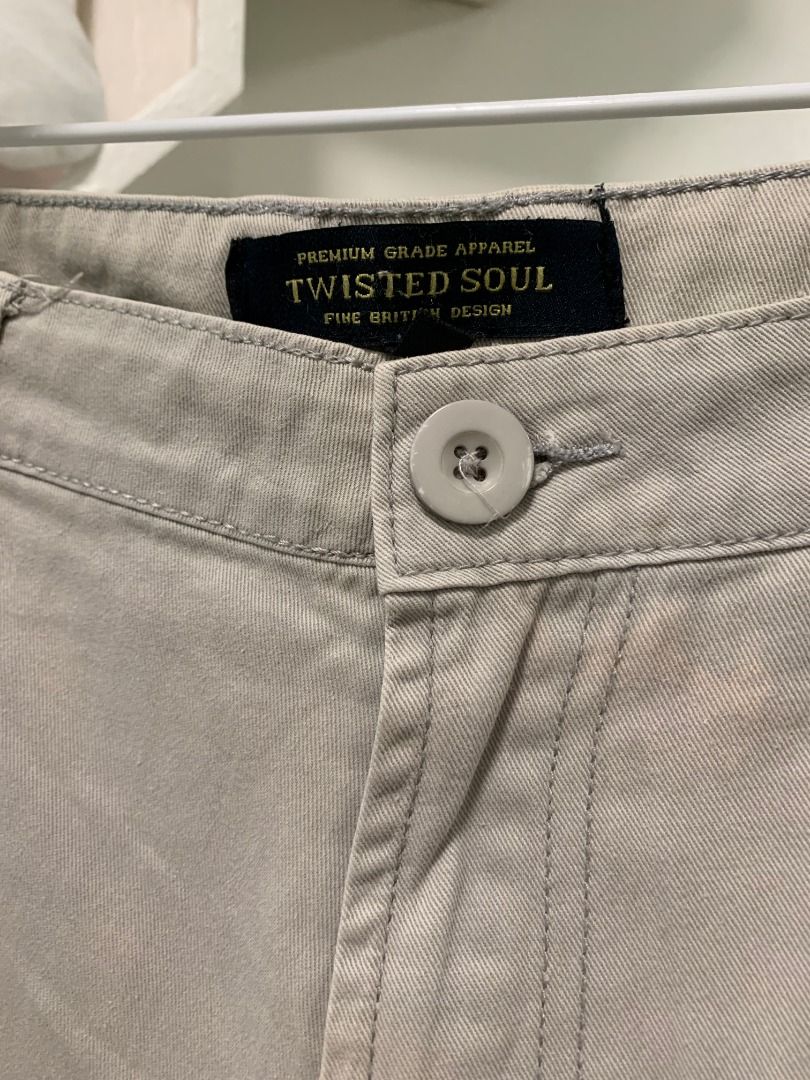 PREMIUM GRADE APPAREL
TWISTED SOUL
FINE BRITISH DESIGN